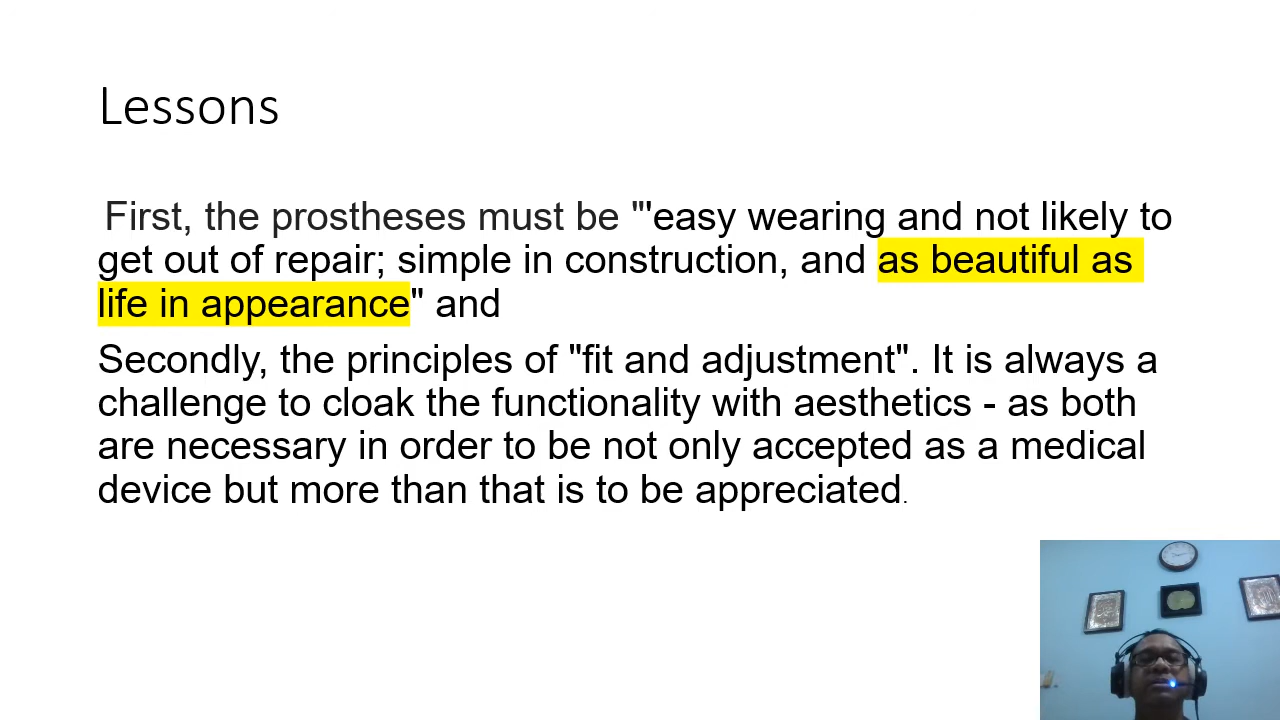 Lessons
First, the prostheses must be "'easy wearing and not likely to
get out of repair; simple in construction, and as beautiful as
life in appearance" and
Secondly, the principles of "fit and adjustment". It is always a
challenge to cloak the functionality with aesthetics - as both
are necessary in order to be not only accepted as a medical
device but more than that is to be appreciated.